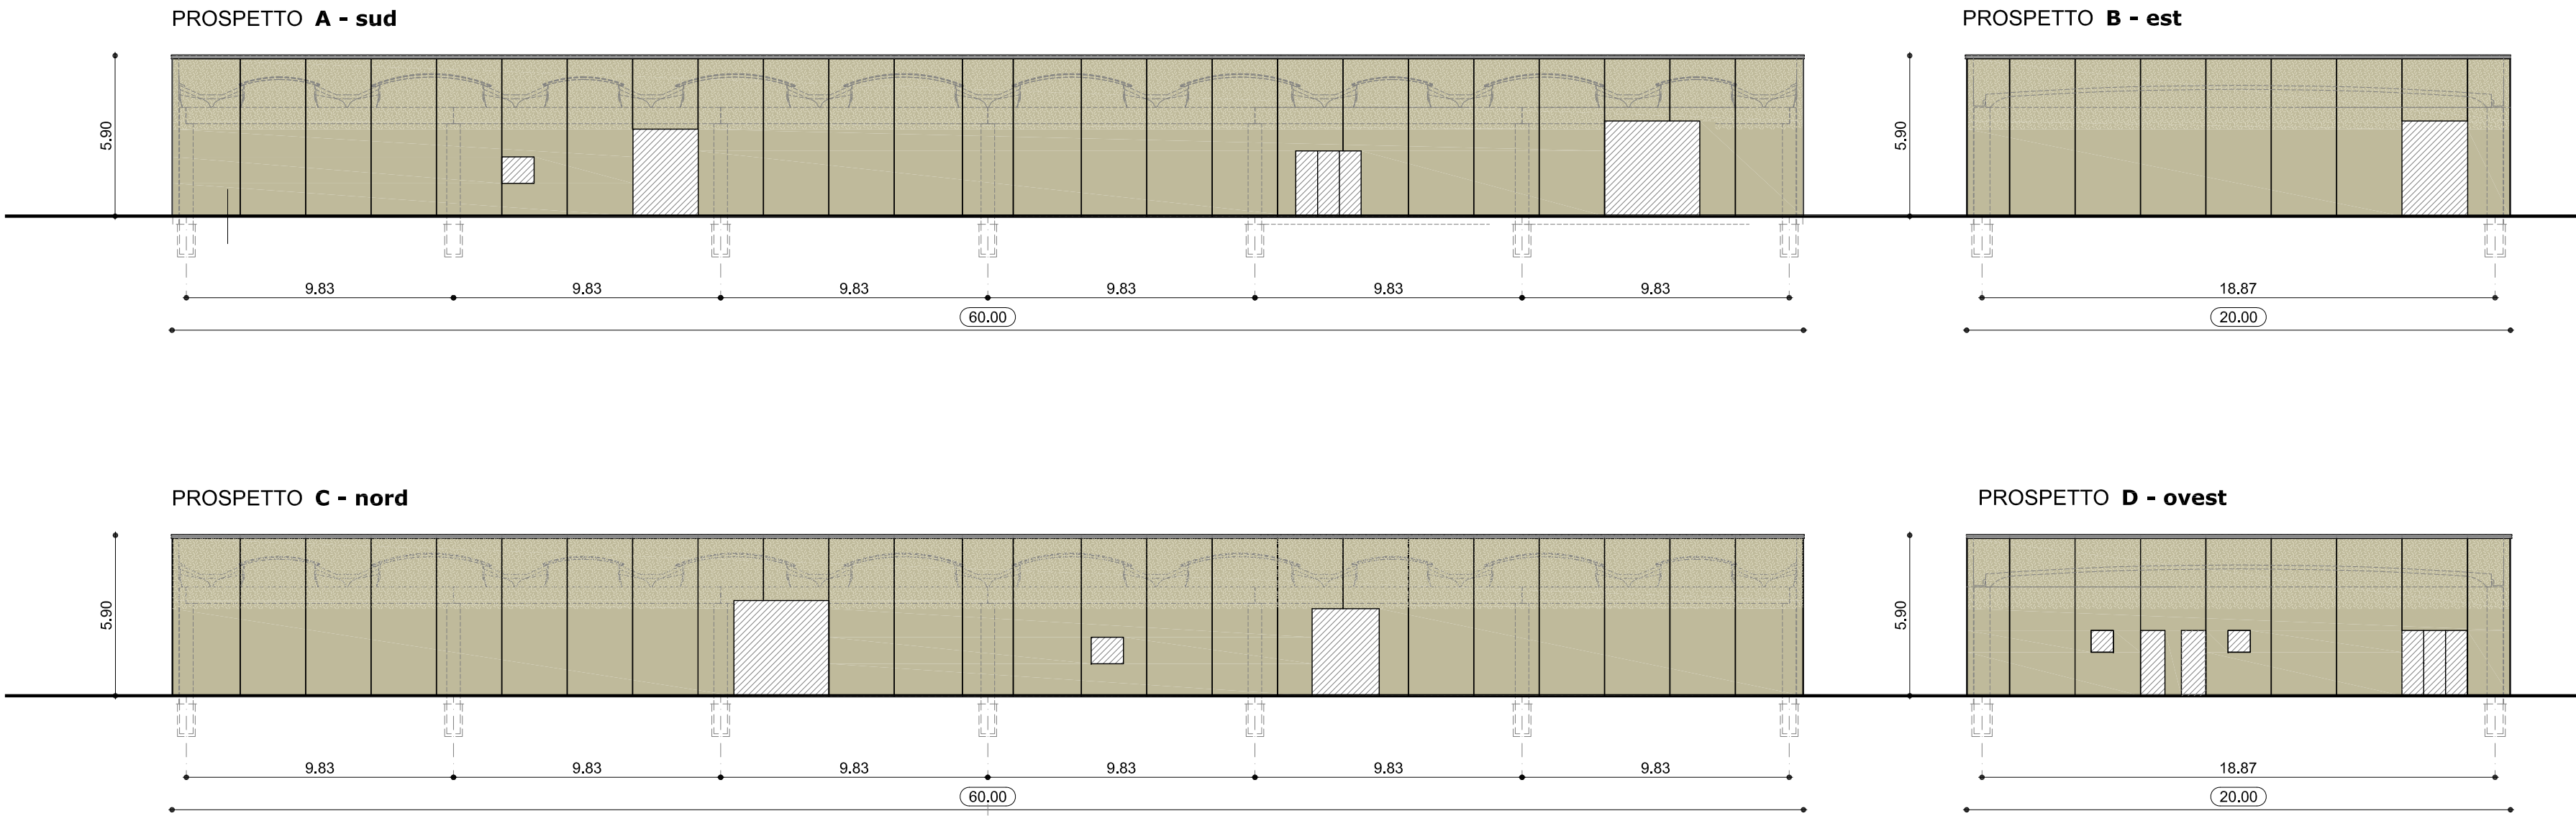 PROSPETTO A - sud
5.90
9.83 9.83 9.83 9.83 9.83 9.83
60.00
PROSPETTO B - est
5.90
18.87
20.00
PROSPETTO C - nord
5.90
9.83 9.83 9.83 9.83 9.83 9.83
60.00
PROSPETTO D - ovest
5.90
18.87
20.00